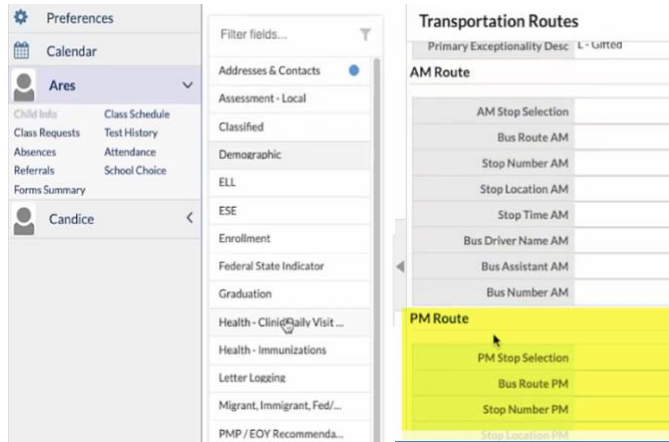 Preferences
Calendar
Ares
Child Info Class Schedule
Class Requests Test History
Absences Attendance
Referrals School Choice
Forms Summary
Candice
Filter fields...
Addresses & Contacts
Assessment - Local
Classified
Demographic
ELL
ESE
Enrollment
Federal State Indicator
Graduation
Health - Clinic Daily Visit ...
Health - Immunizations
Letter Logging
Migrant, Immigrant, Fed/...
PMP / EOY Recommenda...
Transportation Routes
Primary Exceptionality Desc L - Gifted
AM Route
AM Stop Selection
Bus Route AM
Stop Number AM
Stop Location AM
Stop Time AM
Bus Driver Name AM
Bus Assistant AM
Bus Number AM
PM Route
PM Stop Selection
Bus Route PM
Stop Number PM
Stop Location PM